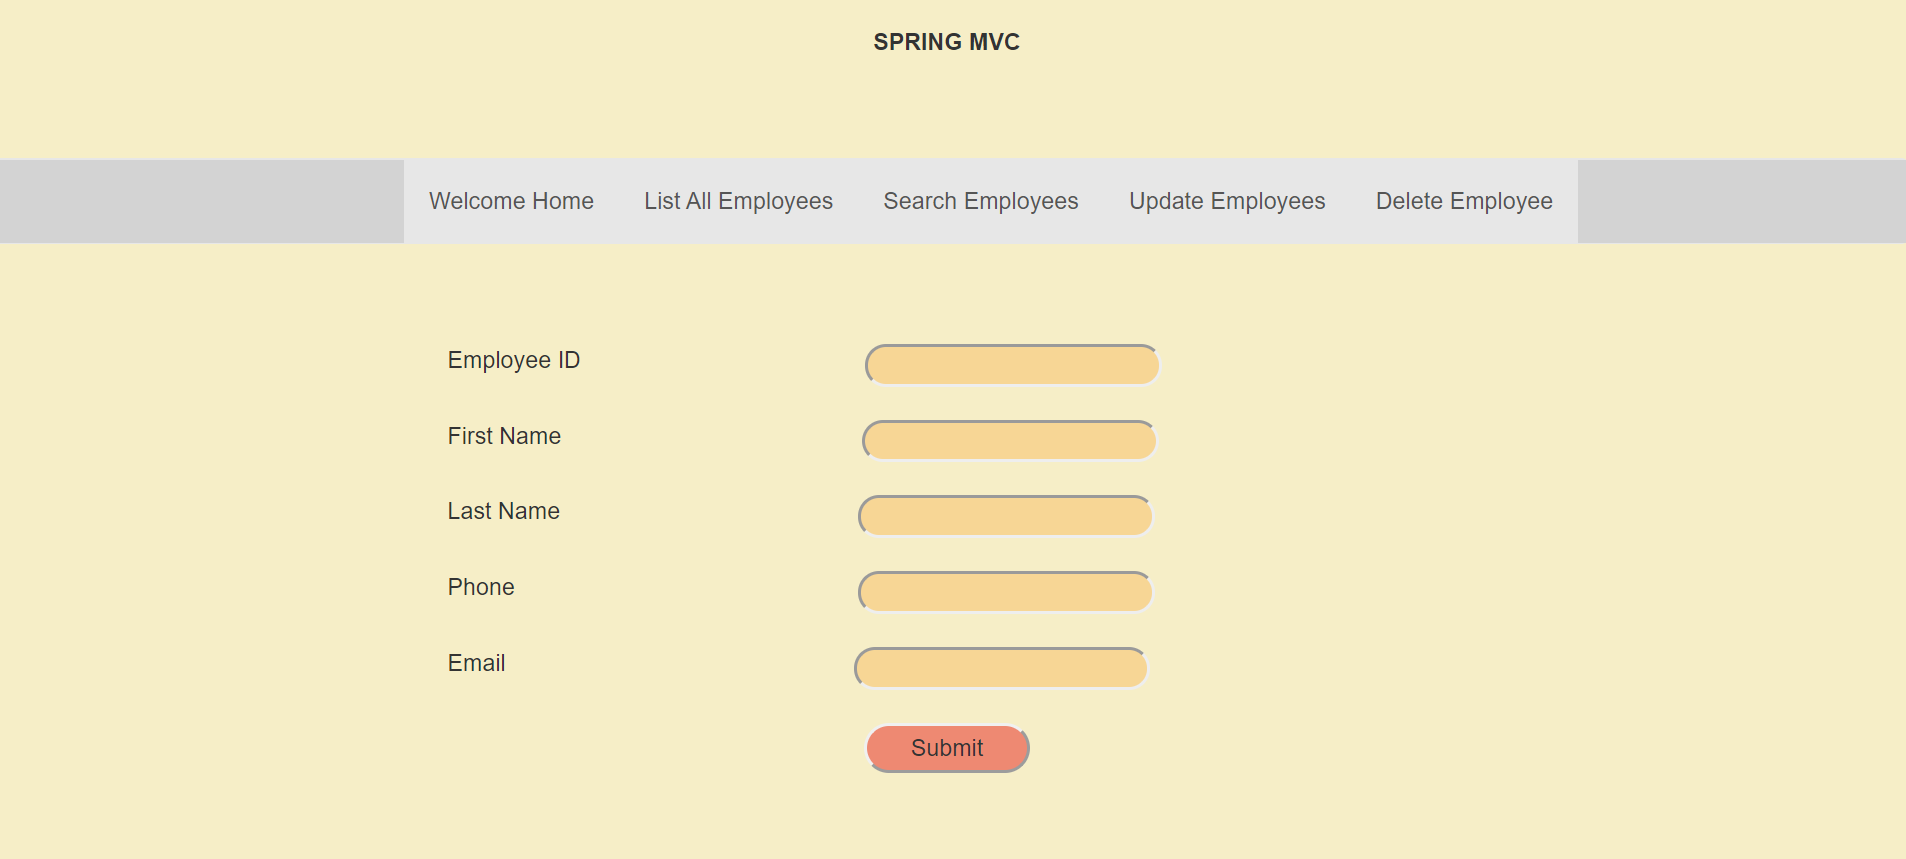 SPRING MVC
Welcome Home List All Employees Search Employees Update Employees Delete Employee
Employee ID
First Name
Last Name
Phone
Email
Submit